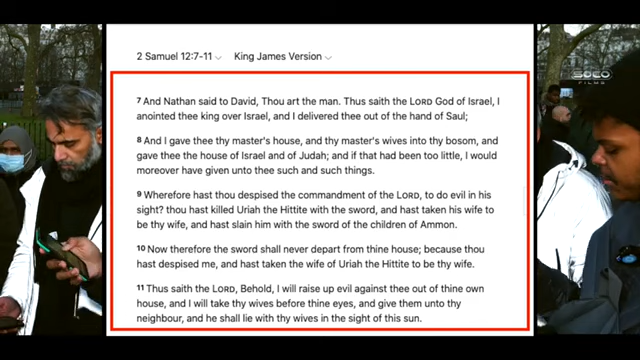 2 Samuel 12:7-11 King James Version
SOCO
FILMS
7 And Nathan said to David, Thou art the man. Thus saith the LORD God of Israel, I
anointed thee king over Israel, and I delivered thee out of the hand of Saul;
8 And I gave thee thy master's house, and thy master's wives into thy bosom, and
gave thee the house of Israel and of Judah; and if that had been too little, I would
moreover have given unto thee such and such things.
9 Wherefore hast thou despised the commandment of the LORD, to do evil in his
sight? thou hast killed Uriah the Hittite with the sword, and hast taken his wife to
be thy wife, and hast slain him with the sword of the children of Ammon.
10 Now therefore the sword shall never depart from thine house; because thou
hast despised me, and hast taken the wife of Uriah the Hittite to be thy wife.
11 Thus saith the LORD, Behold, I will raise up evil against thee out of thine own
house, and I will take thy wives before thine eyes, and give them unto thy
neighbour, and he shall lie with thy wives in the sight of this sun.